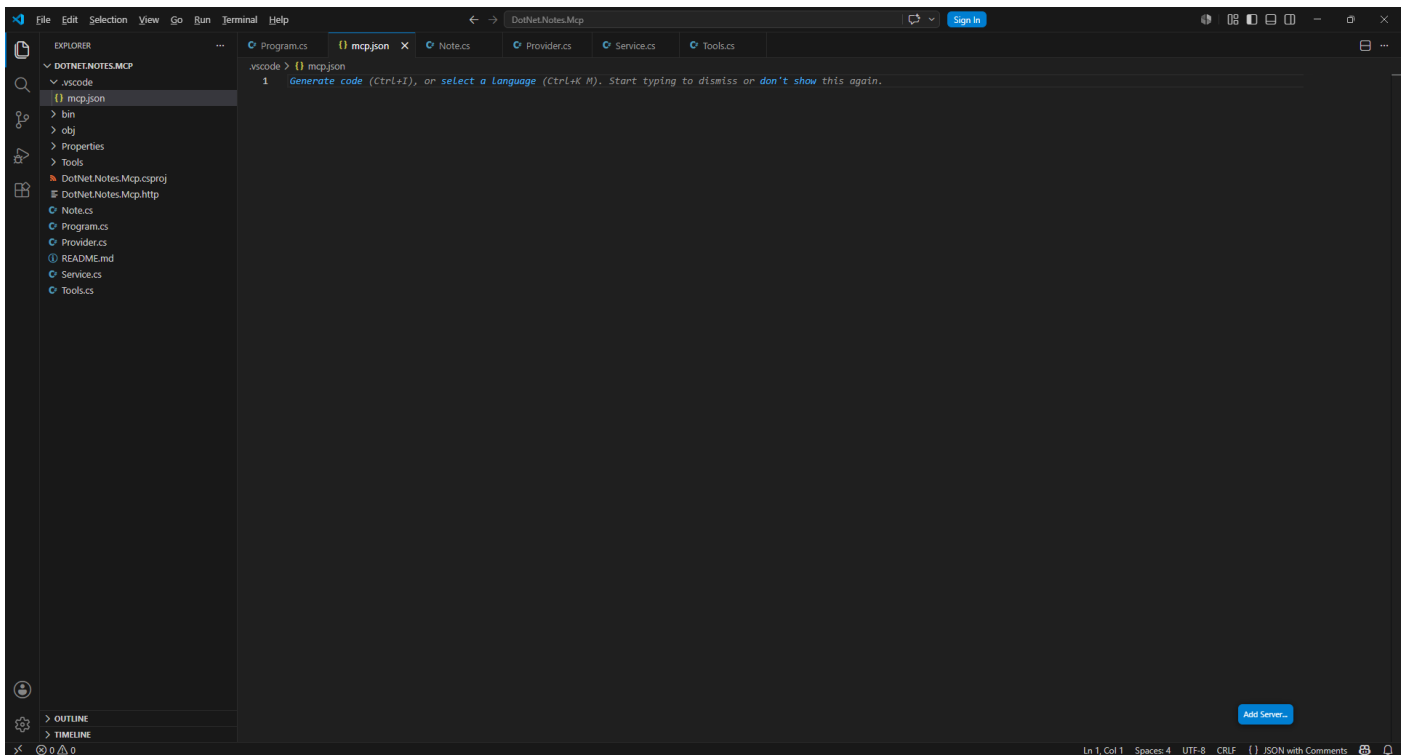 File Edit Selection View Go Run Terminal Help
DotNet.Notes.Mcp
Sign In
EXPLORER
Program.cs
{} mcp.json
Note.cs
Provider.cs
Service.cs
Tools.cs
DOTNET.NOTES.MCP
.vscode > {} mcp.json
.vscode
1 Generate code (Ctrl+I), or select a language (Ctrl+K M). Start typing to dismiss or don't show this again.
{} mcp.json
bin
obj
Properties
Tools
DotNet.Notes.Mcp.csproj
DotNet.Notes.Mcp.http
Note.cs
Program.cs
Provider.cs
README.md
Service.cs
Tools.cs
Add Server...
OUTLINE
TIMELINE
0 0
Ln 1, Col 1 Spaces: 4 UTF-8 CRLF {} JSON with Comments